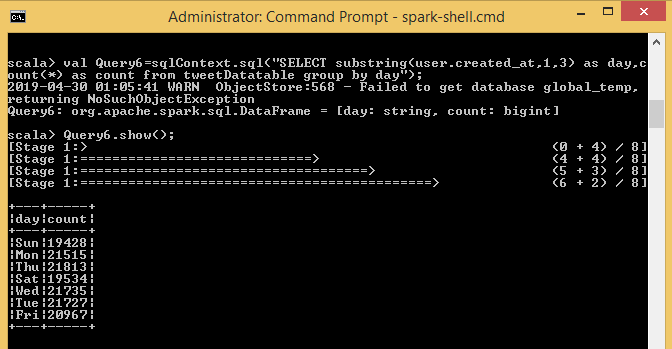 Administrator: Command Prompt - spark-shell.cmd
scala> val Query6=sqlContext.sql("SELECT substring(user.created_at,1,3) as day,c
ount(*) as count from tweetDatatable group by day");
2019-04-30 01:05:41 WARN  ObjectStore:568 - Failed to get database global_temp,
returning NoSuchObjectException
Query6: org.apache.spark.sql.DataFrame = [day: string, count: bigint]
scala> Query6.show();
[Stage 1:>                                                          (0 + 4) / 8]
[Stage 1:=============================>                             (4 + 4) / 8]
[Stage 1:====================================>                      (5 + 3) / 8]
[Stage 1:============================================>              (6 + 2) / 8]
+---+-----+
|day|count|
+---+-----+
|Sun|19428|
|Mon|21515|
|Thu|21813|
|Sat|19534|
|Wed|21735|
|Tue|21727|
|Fri|20967|
+---+-----+